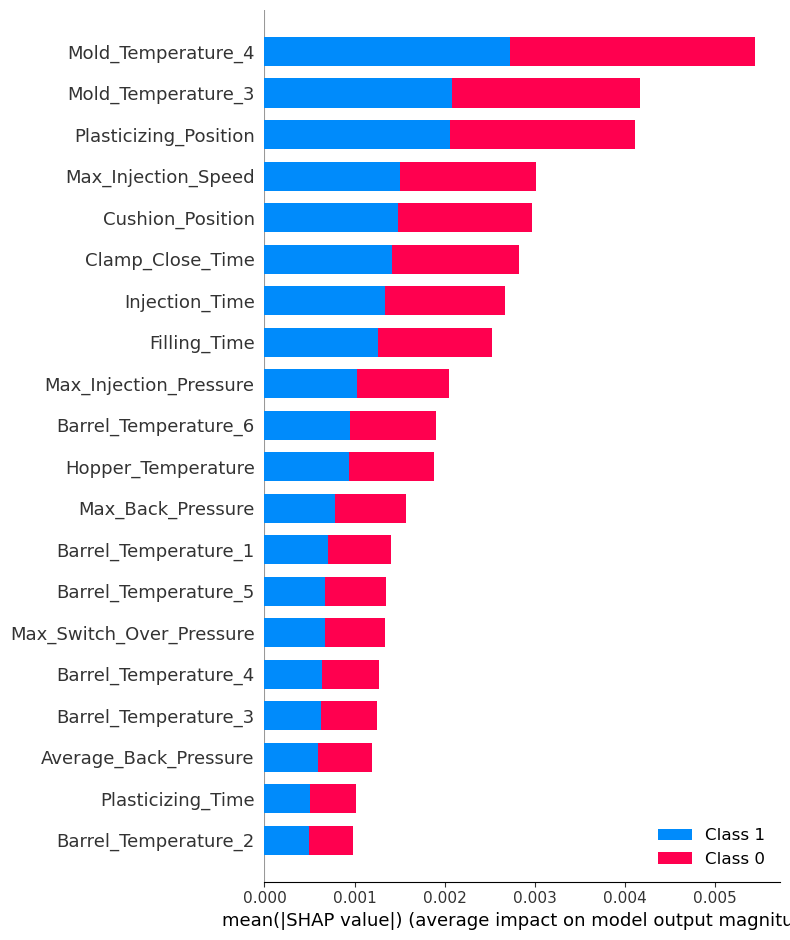 Mold_Temperature_4
Mold_Temperature_3
Plasticizing_Position
Max_Injection_Speed
Cushion_Position
Clamp_Close_Time
Injection_Time
Filling_Time
Max_Injection_Pressure
Barrel_Temperature_6
Hopper_Temperature
Max_Back_Pressure
Barrel_Temperature_1
Barrel_Temperature_5
Max_Switch_Over_Pressure
Barrel_Temperature_4
Barrel_Temperature_3
Average_Back_Pressure
Plasticizing_Time
Barrel_Temperature_2
Class 1
Class 0
0.000 0.001 0.002 0.003 0.004 0.005
mean(|SHAP value|) (average impact on model output magnitu